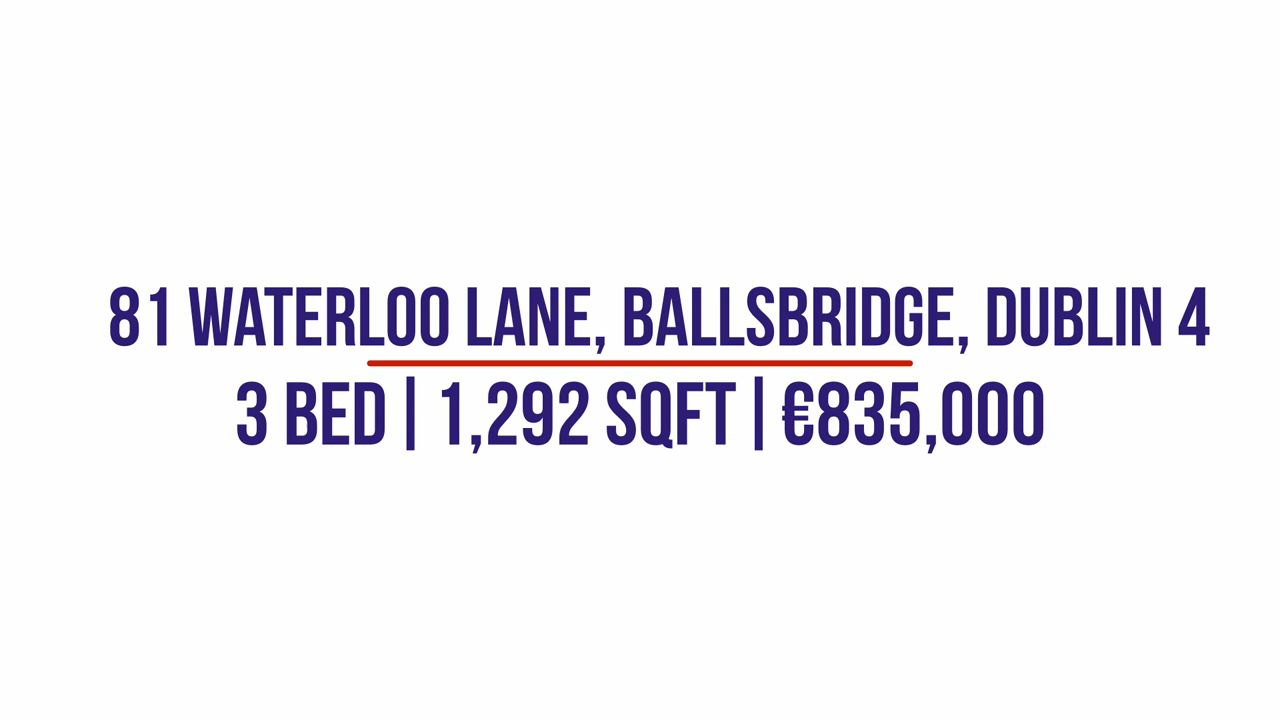 81 WATERLOO LANE, BALLSBRIDGE, DUBLIN 4
3 BED | 1,292 SQFT | €835,000